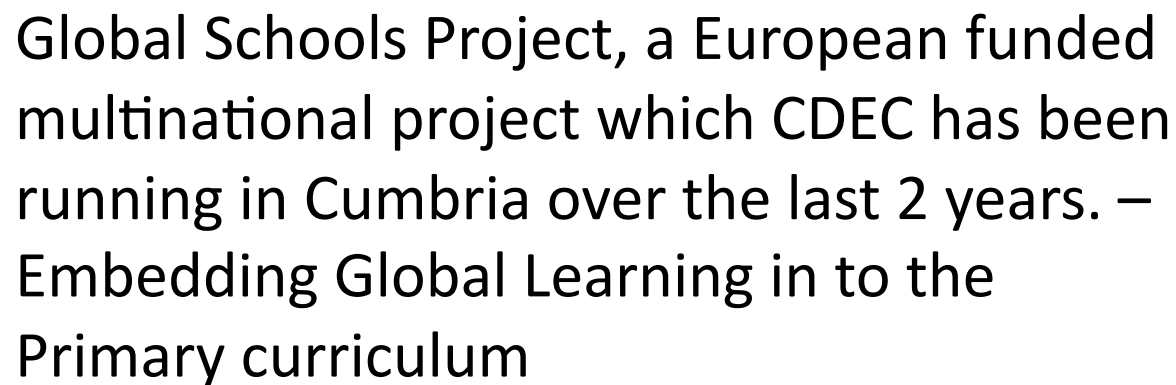 Global Schools Project, a European funded
multinational project which CDEC has been
running in Cumbria over the last 2 years. –
Embedding Global Learning in to the
Primary curriculum